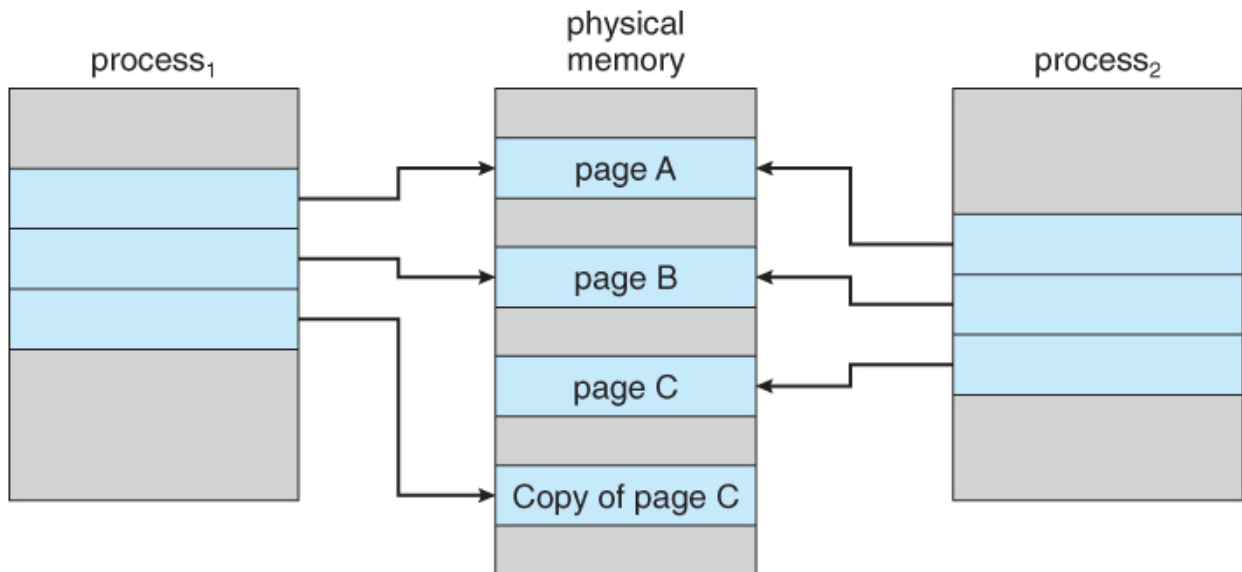 process₁
physical
memory
process₂
page A
page B
page C
Copy of page C